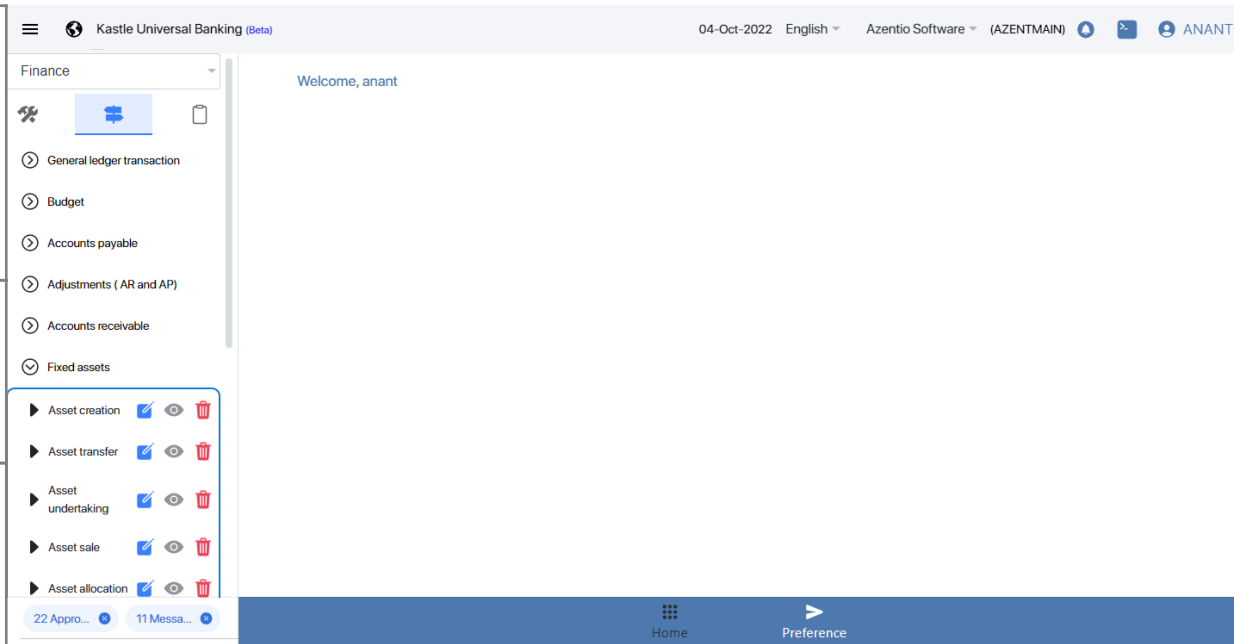 Kastle Universal Banking (Beta)
04-Oct-2022 English Azentio Software (AZENTMAIN) ANANT
Finance
Welcome, anant
General ledger transaction
Budget
Accounts payable
Adjustments ( AR and AP)
Accounts receivable
Fixed assets
Asset creation
Asset transfer
Asset
undertaking
Asset sale
Asset allocation
22 Appro... 11 Messa...
Home Preference